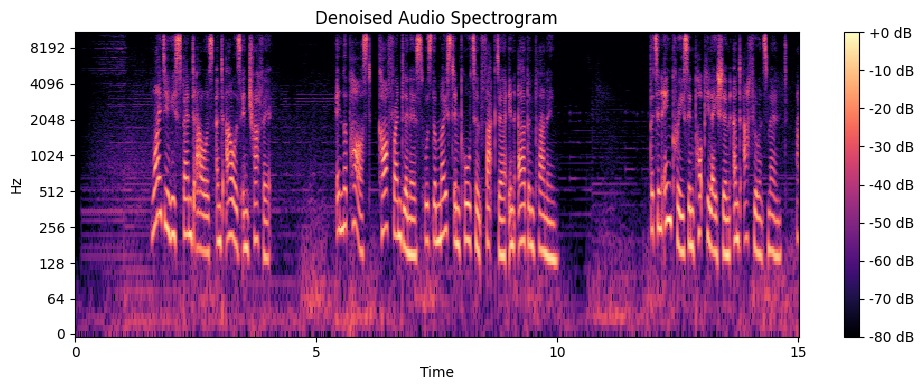 Denoised Audio Spectrogram
8192
4096
2048
1024
512
256
128
64
0
Hz
0
5
10
15
Time
+0 dB
-10 dB
-20 dB
-30 dB
-40 dB
-50 dB
-60 dB
-70 dB
-80 dB